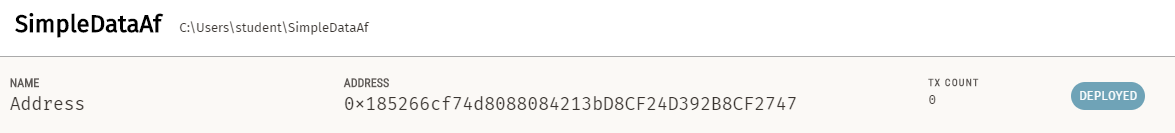 SimpleDataAf C:\Users\student\SimpleDataAf
NAME ADDRESS TX COUNT
Address 0×185266cf74d8088084213bD8CF24D392B8CF2747 0 DEPLOYED